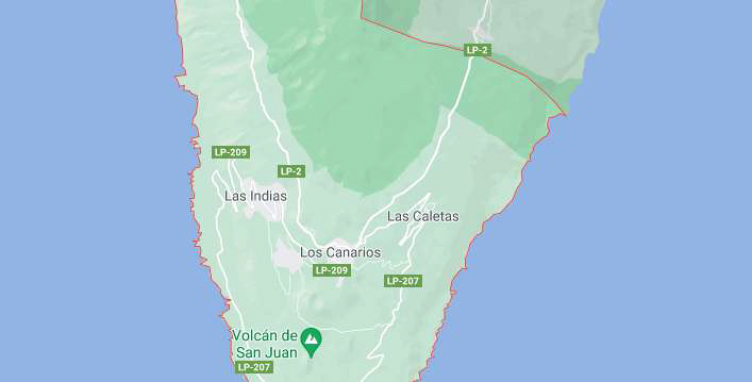 LP-2
LP-209
LP-2
Las Indias
Las Caletas
Los Canarios
LP-209
LP-207
Volcán de
San Juan
LP-207